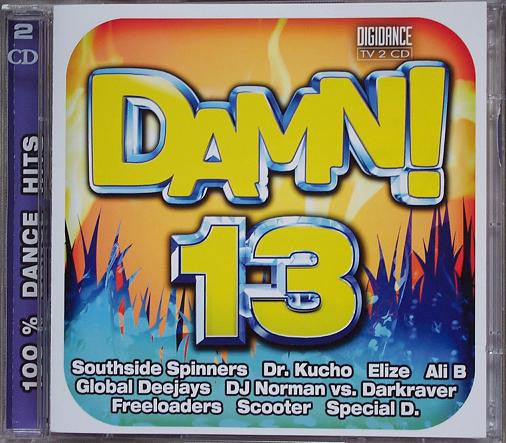 2
CD
100 % DANCE HITS
DIGIDANCE
TV 2 CD
DAMN!
13
Southside Spinners Dr. Kucho Elize Ali B
Global Deejays DJ Norman vs. Darkraver
Freeloaders Scooter Special D.